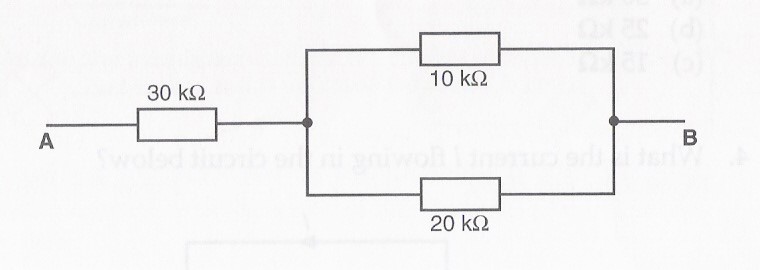 10 kΩ
30 kΩ
A
B
20 kΩ
4. What is the current I flowing in the circuit below?
(b) 25 kΩ
(c) 15 kΩ